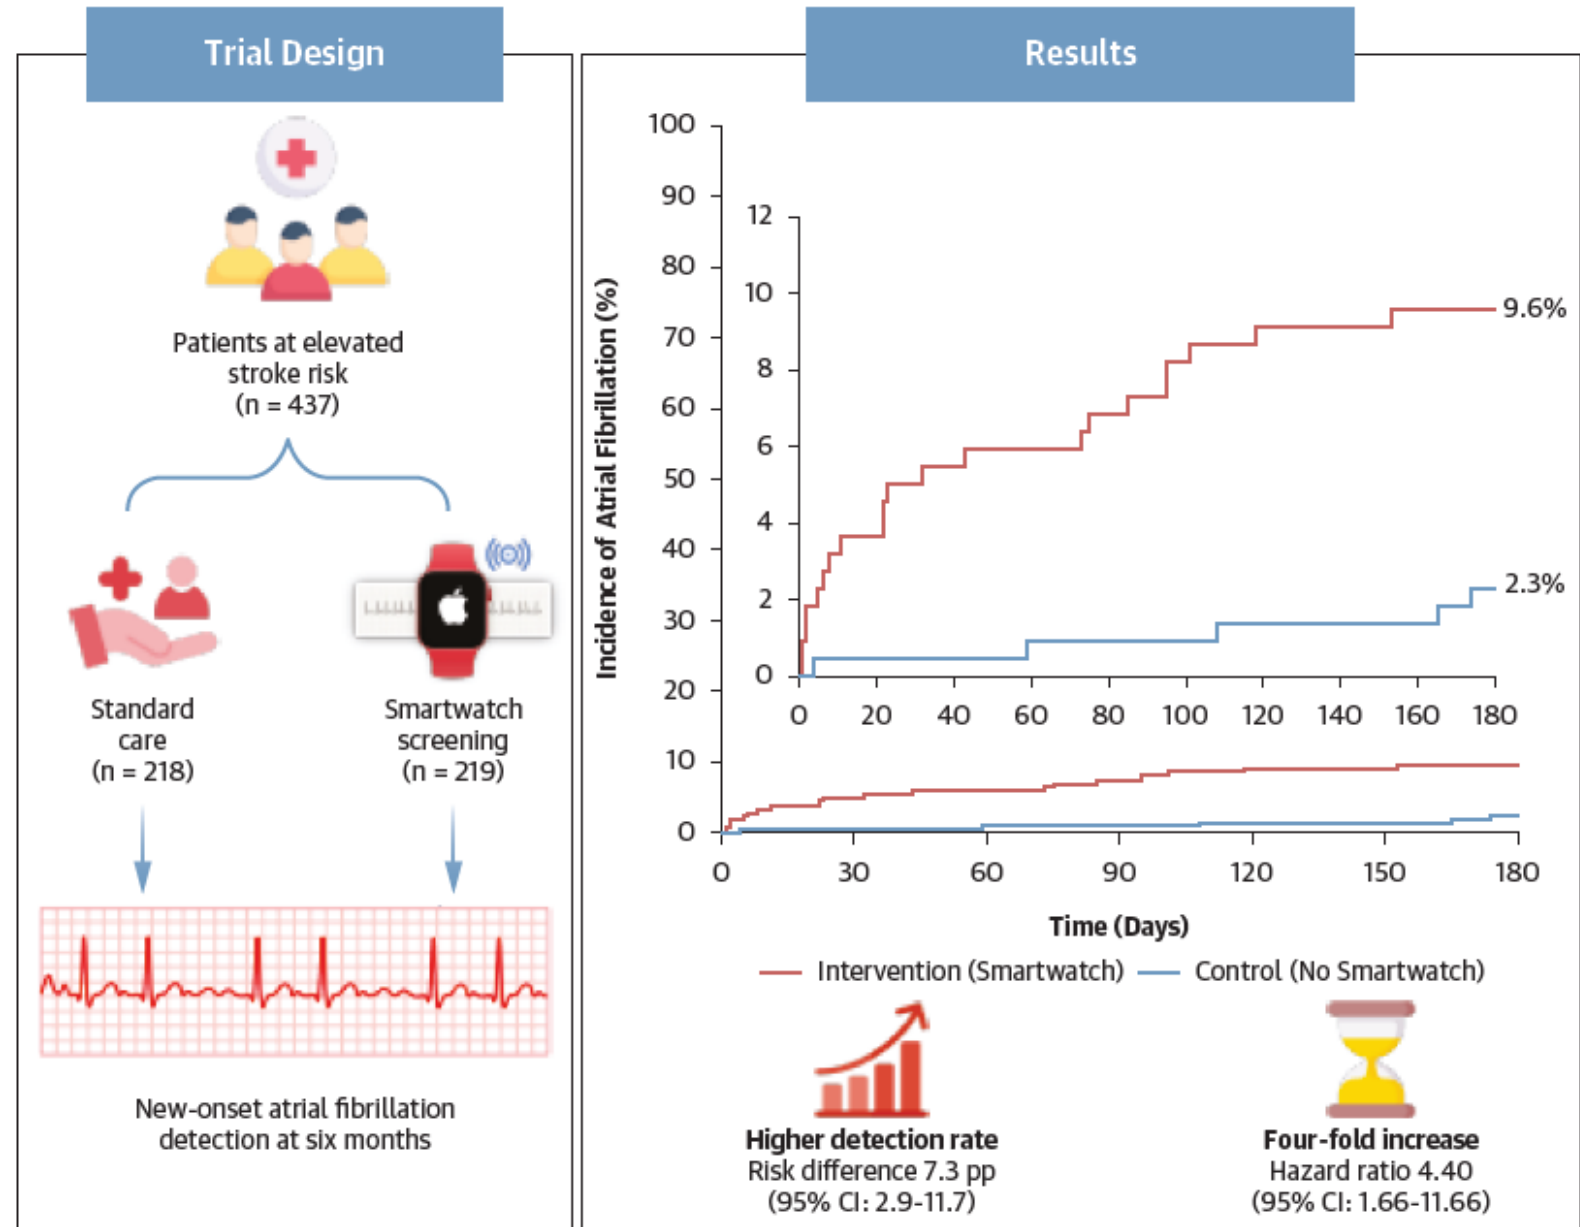 Trial Design
Patients at elevated
stroke risk
(n = 437)
Standard
care
(n = 218)
Smartwatch
screening
(n = 219)
New-onset atrial fibrillation
detection at six months
Results
Incidence of Atrial Fibrillation (%)
100
90
80
70
60
50
40
30
20
10
0
12
10
8
6
4
2
0
9.6%
2.3%
0 20 40 60 80 100 120 140 160 180
0 30 60 90 120 150 180
Time (Days)
Intervention (Smartwatch) Control (No Smartwatch)
Higher detection rate
Risk difference 7.3 pp
(95% CI: 2.9-11.7)
Four-fold increase
Hazard ratio 4.40
(95% CI: 1.66-11.66)